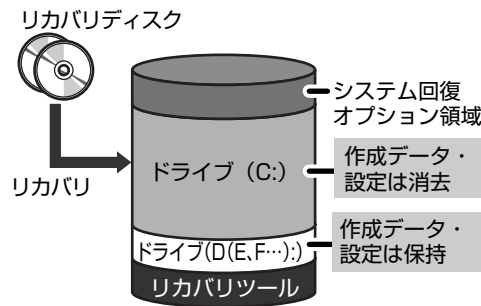 リカバリディスク
システム回復
オプション領域
ドライブ（C:）
作成データ・
設定は消去
リカバリ
作成データ・
設定は保持
ドライブ(D(E、F…):)
リカバリツール